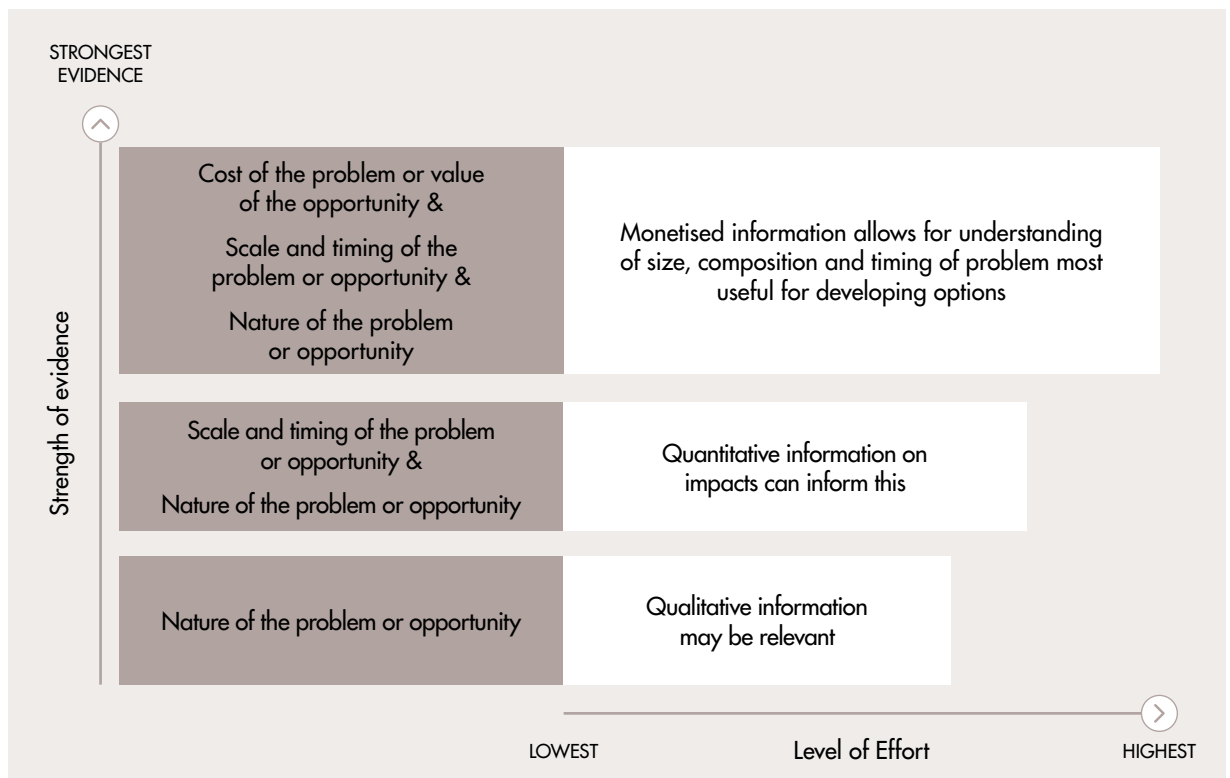 STRONGEST
EVIDENCE
Cost of the problem or value
of the opportunity &
Scale and timing of the
problem or opportunity &
Nature of the problem
or opportunity
Monetised information allows for understanding
of size, composition and timing of problem most
useful for developing options
Strength of evidence
Scale and timing of the problem
or opportunity &
Nature of the problem or opportunity
Quantitative information on
impacts can inform this
Nature of the problem or opportunity
Qualitative information
may be relevant
LOWEST
Level of Effort
HIGHEST